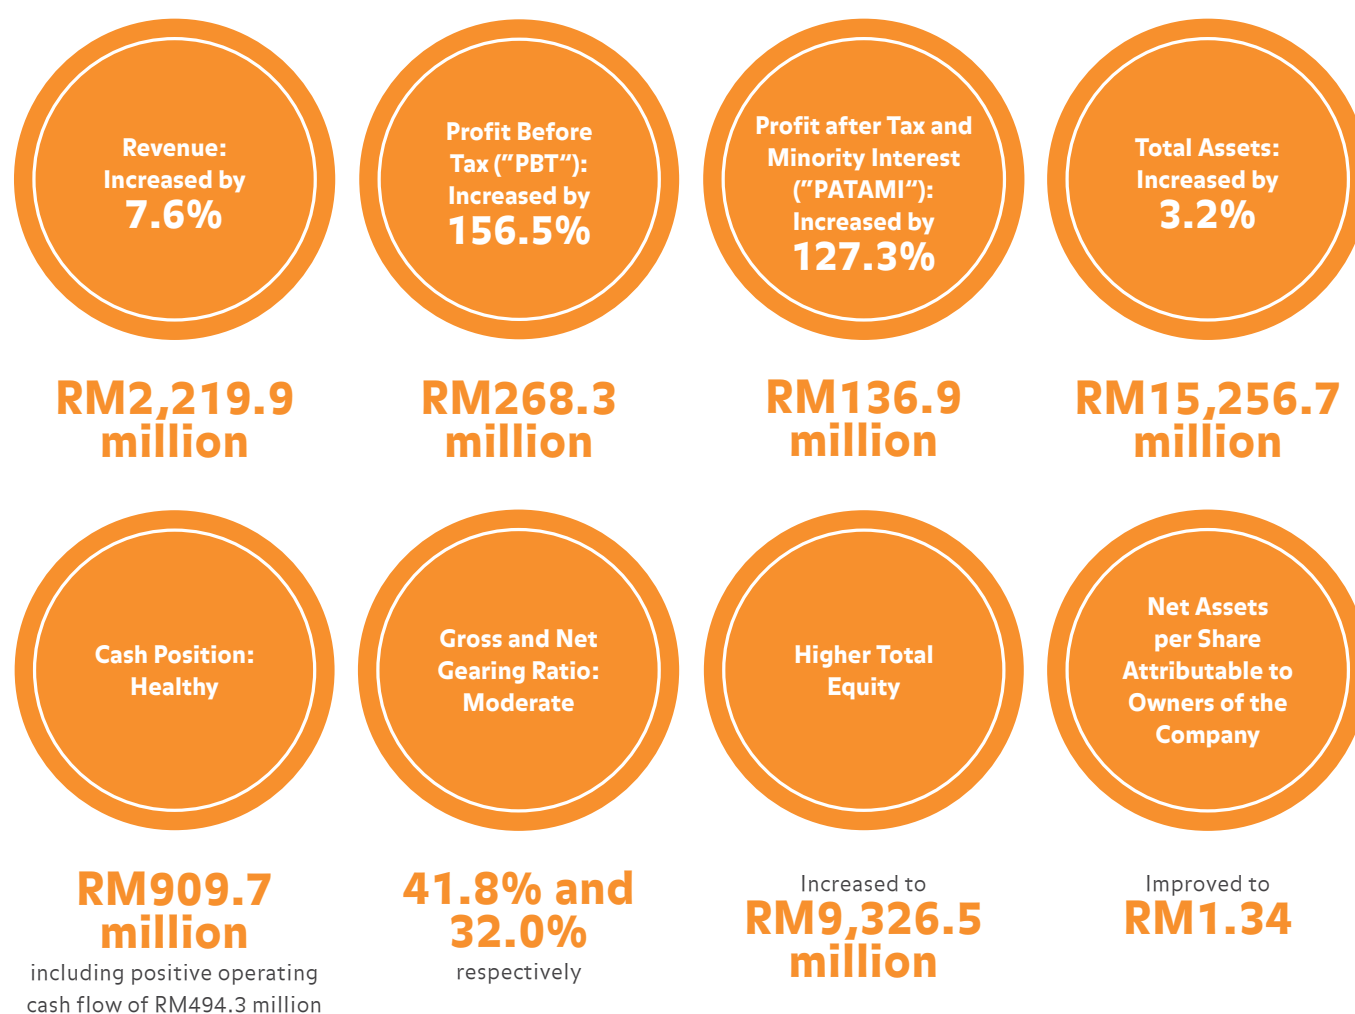 Revenue:
Increased by
7.6%
RM2,219.9
million
Profit Before
Tax (”PBT“):
Increased by
156.5%
RM268.3
million
Profit after Tax and
Minority Interest
(”PATAMI“):
Increased by
127.3%
RM136.9
million
Total Assets:
Increased by
3.2%
RM15,256.7
million
Cash Position:
Healthy
RM909.7
million
including positive operating
cash flow of RM494.3 million
Gross and Net
Gearing Ratio:
Moderate
41.8% and
32.0%
respectively
Higher Total
Equity
Increased to
RM9,326.5
million
Net Assets
per Share
Attributable to
Owners of the
Company
Improved to
RM1.34